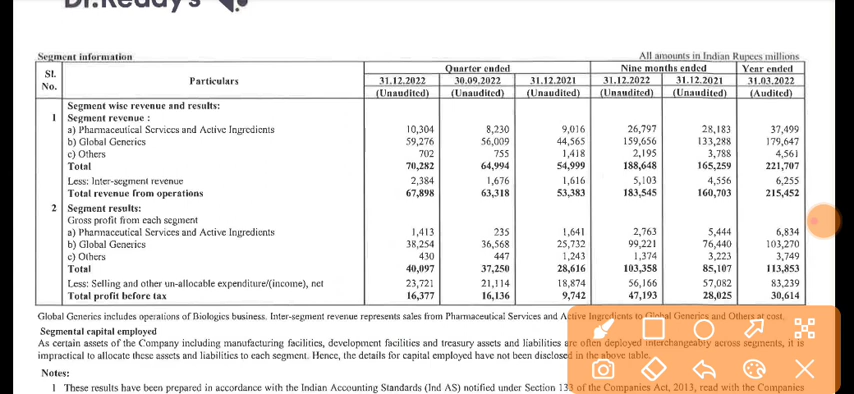 Dr.Reddy's
Segment information All amounts in Indian Rupees millions
Sl. No. Particulars Quarter ended Nine months ended Year ended
31.12.2022 30.09.2022 31.12.2021 31.12.2022 31.12.2021 31.03.2022
(Unaudited) (Unaudited) (Unaudited) (Unaudited) (Unaudited) (Audited)
Segment wise revenue and results:
1 Segment revenue :
a) Pharmaceutical Services and Active Ingredients 10,304 8,230 9,016 26,797 28,183 37,499
b) Global Generics 59,276 56,009 44,565 159,656 133,288 179,647
c) Others 702 755 1,418 2,195 3,788 4,561
Total 70,282 64,994 54,999 188,648 165,259 221,707
Less: Inter-segment revenue 2,384 1,676 1,616 5,103 4,556 6,255
Total revenue from operations 67,898 63,318 53,383 183,545 160,703 215,452
2 Segment results:
Gross profit from each segment
a) Pharmaceutical Services and Active Ingredients 1,413 235 1,641 2,763 5,444 6,834
b) Global Generics 38,254 36,568 25,732 99,221 76,440 103,270
c) Others 430 447 1,243 1,374 3,223 3,749
Total 40,097 37,250 28,616 103,358 85,107 113,853
Less: Selling and other un-allocable expenditure/(income), net 23,721 21,114 18,874 56,166 57,082 83,239
Total profit before tax 16,377 16,136 9,742 47,193 28,025 30,614
Global Generics includes operations of Biologics business. Inter-segment revenue represents sales from Pharmaceutical Services and Active Ingredients to Global Generics and Others at cost.
Segmental capital employed
As certain assets of the Company including manufacturing facilities, development facilities and treasury assets and liabilities are often deployed interchangeably across segments, it is
impractical to allocate these assets and liabilities to each segment. Hence, the details for capital employed have not been disclosed in the above table.
Notes:
1 These results have been prepared in accordance with the Indian Accounting Standards (Ind AS) notified under Section 133 of the Companies Act, 2013, read with the Companies